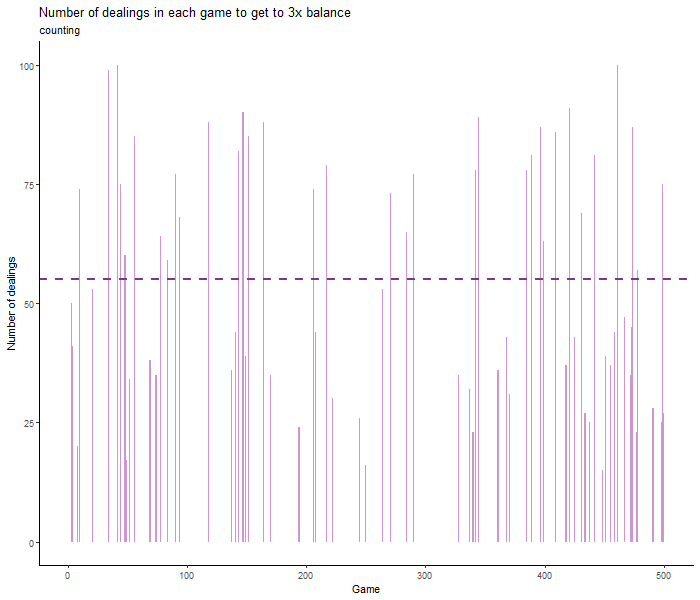 Number of dealings in each game to get to 3x balance
counting
100
75
50
25
0
Number of dealings
0 100 200 300 400 500
Game